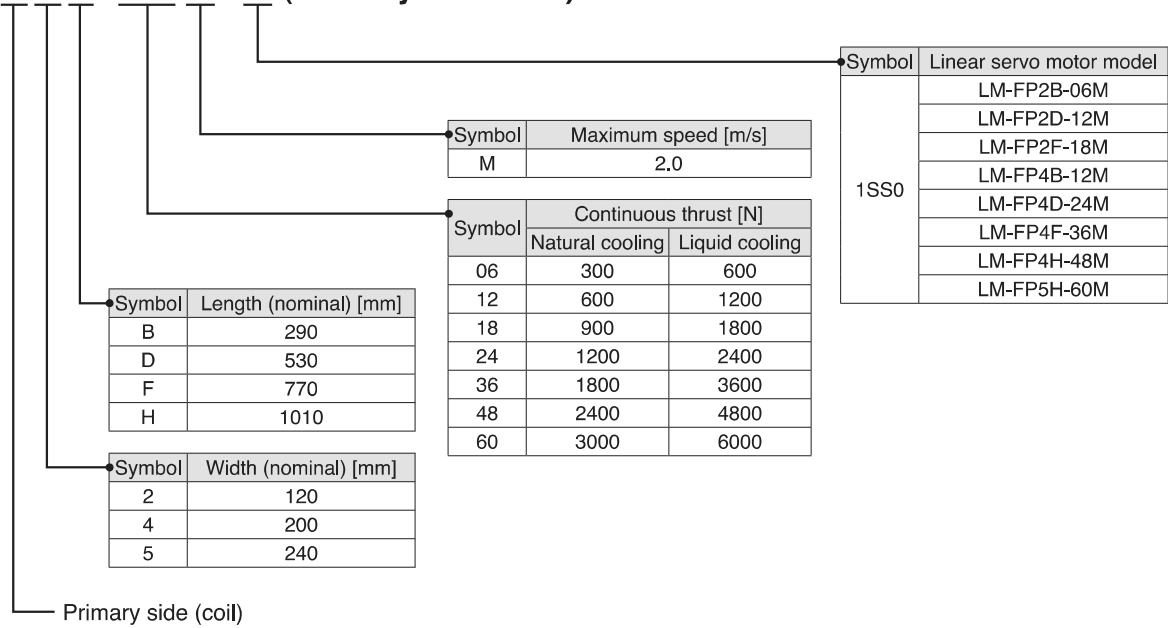 Symbol Linear servo motor model
1SS0
LM-FP2B-06M
LM-FP2D-12M
LM-FP2F-18M
LM-FP4B-12M
LM-FP4D-24M
LM-FP4F-36M
LM-FP4H-48M
LM-FP5H-60M
Symbol Maximum speed [m/s]
M 2.0
Symbol Continuous thrust [N]
Natural cooling Liquid cooling
06 300 600
12 600 1200
18 900 1800
24 1200 2400
36 1800 3600
48 2400 4800
60 3000 6000
Symbol Length (nominal) [mm]
B 290
D 530
F 770
H 1010
Symbol Width (nominal) [mm]
2 120
4 200
5 240
Primary side (coil)